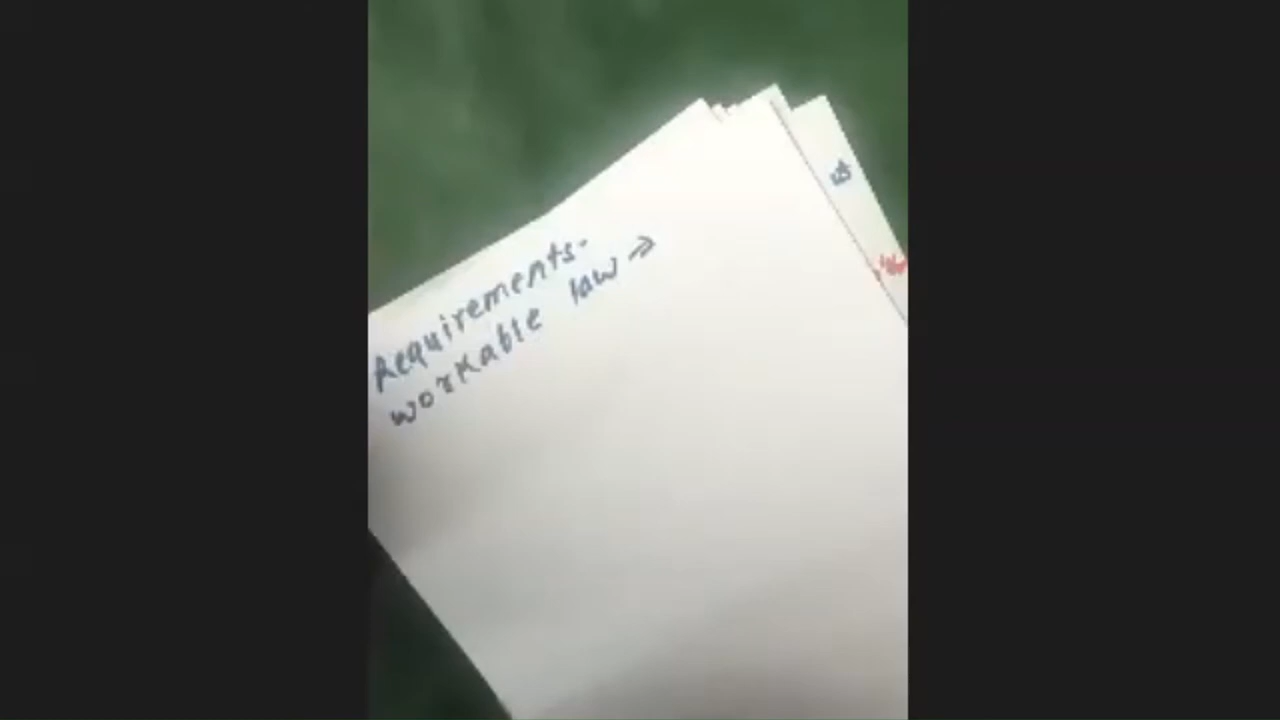 Requirements-
workable law =>